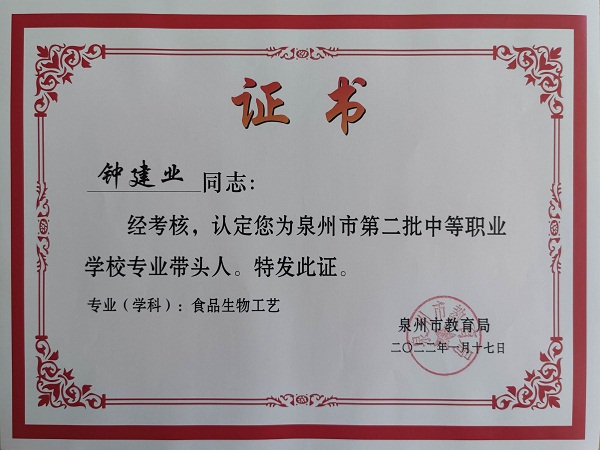 证书
钟建业同志：
经考核，认定您为泉州市第二批中等职业
学校专业带头人。特发此证。
专业（学科）：食品生物工艺
泉州市教育局
二〇二二年一月十七日